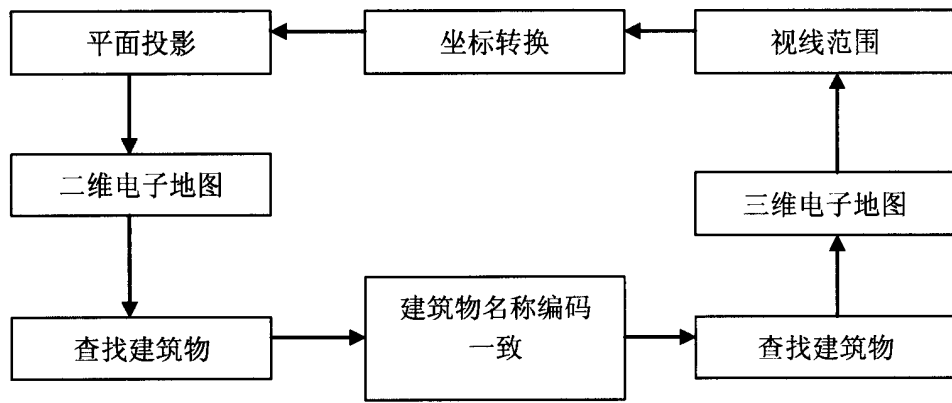 平面投影
坐标转换
视线范围
二维电子地图
三维电子地图
查找建筑物
建筑物名称编码
一致
查找建筑物